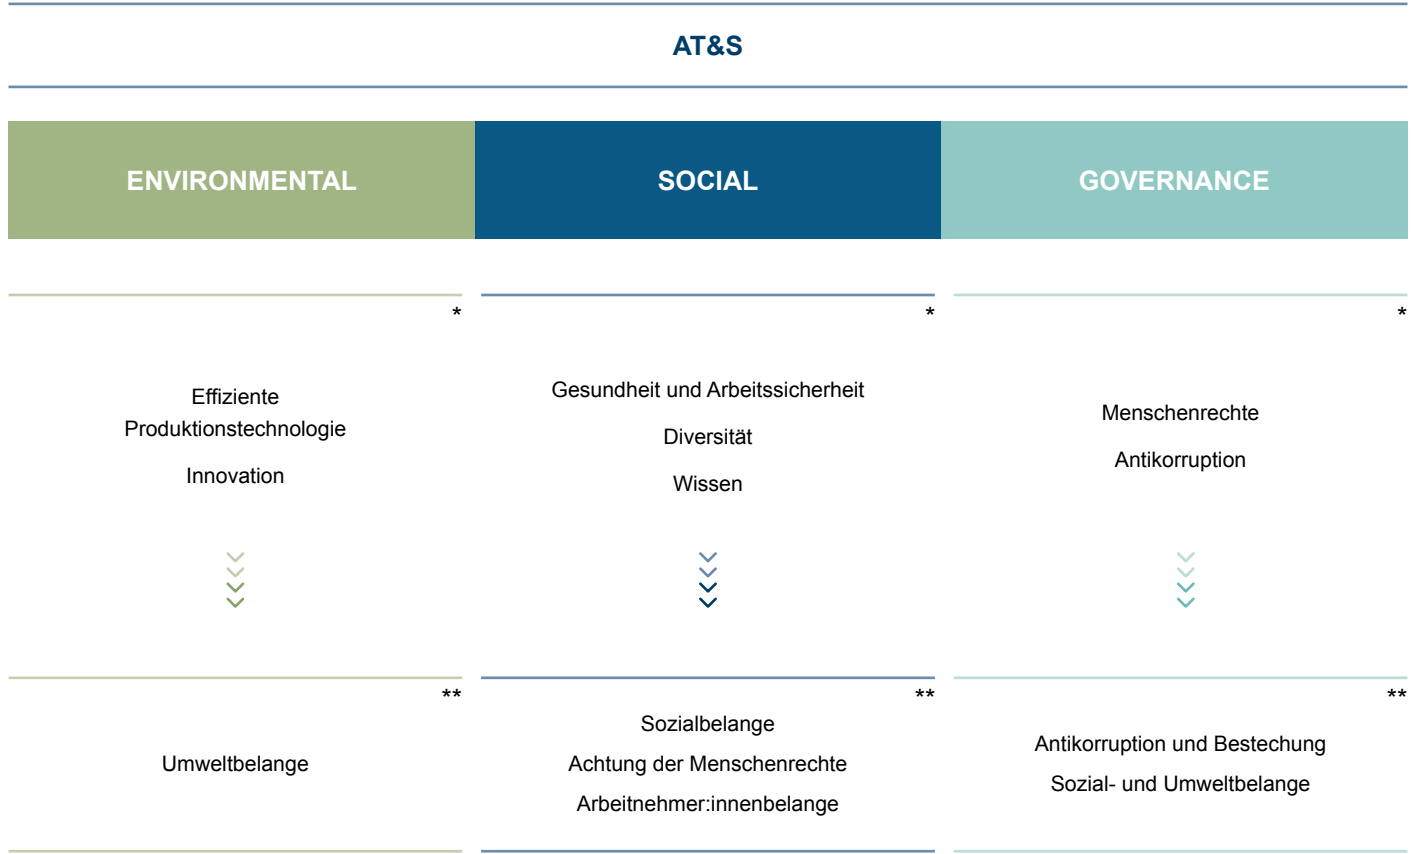 AT&S
ENVIRONMENTAL
SOCIAL
GOVERNANCE
*
Effiziente
Produktionstechnologie
Innovation
*
Gesundheit und Arbeitssicherheit
Diversität
Wissen
*
Menschenrechte
Antikorruption
**
Umweltbelange
**
Sozialbelange
Achtung der Menschenrechte
Arbeitnehmer:innenbelange
**
Antikorruption und Bestechung
Sozial- und Umweltbelange